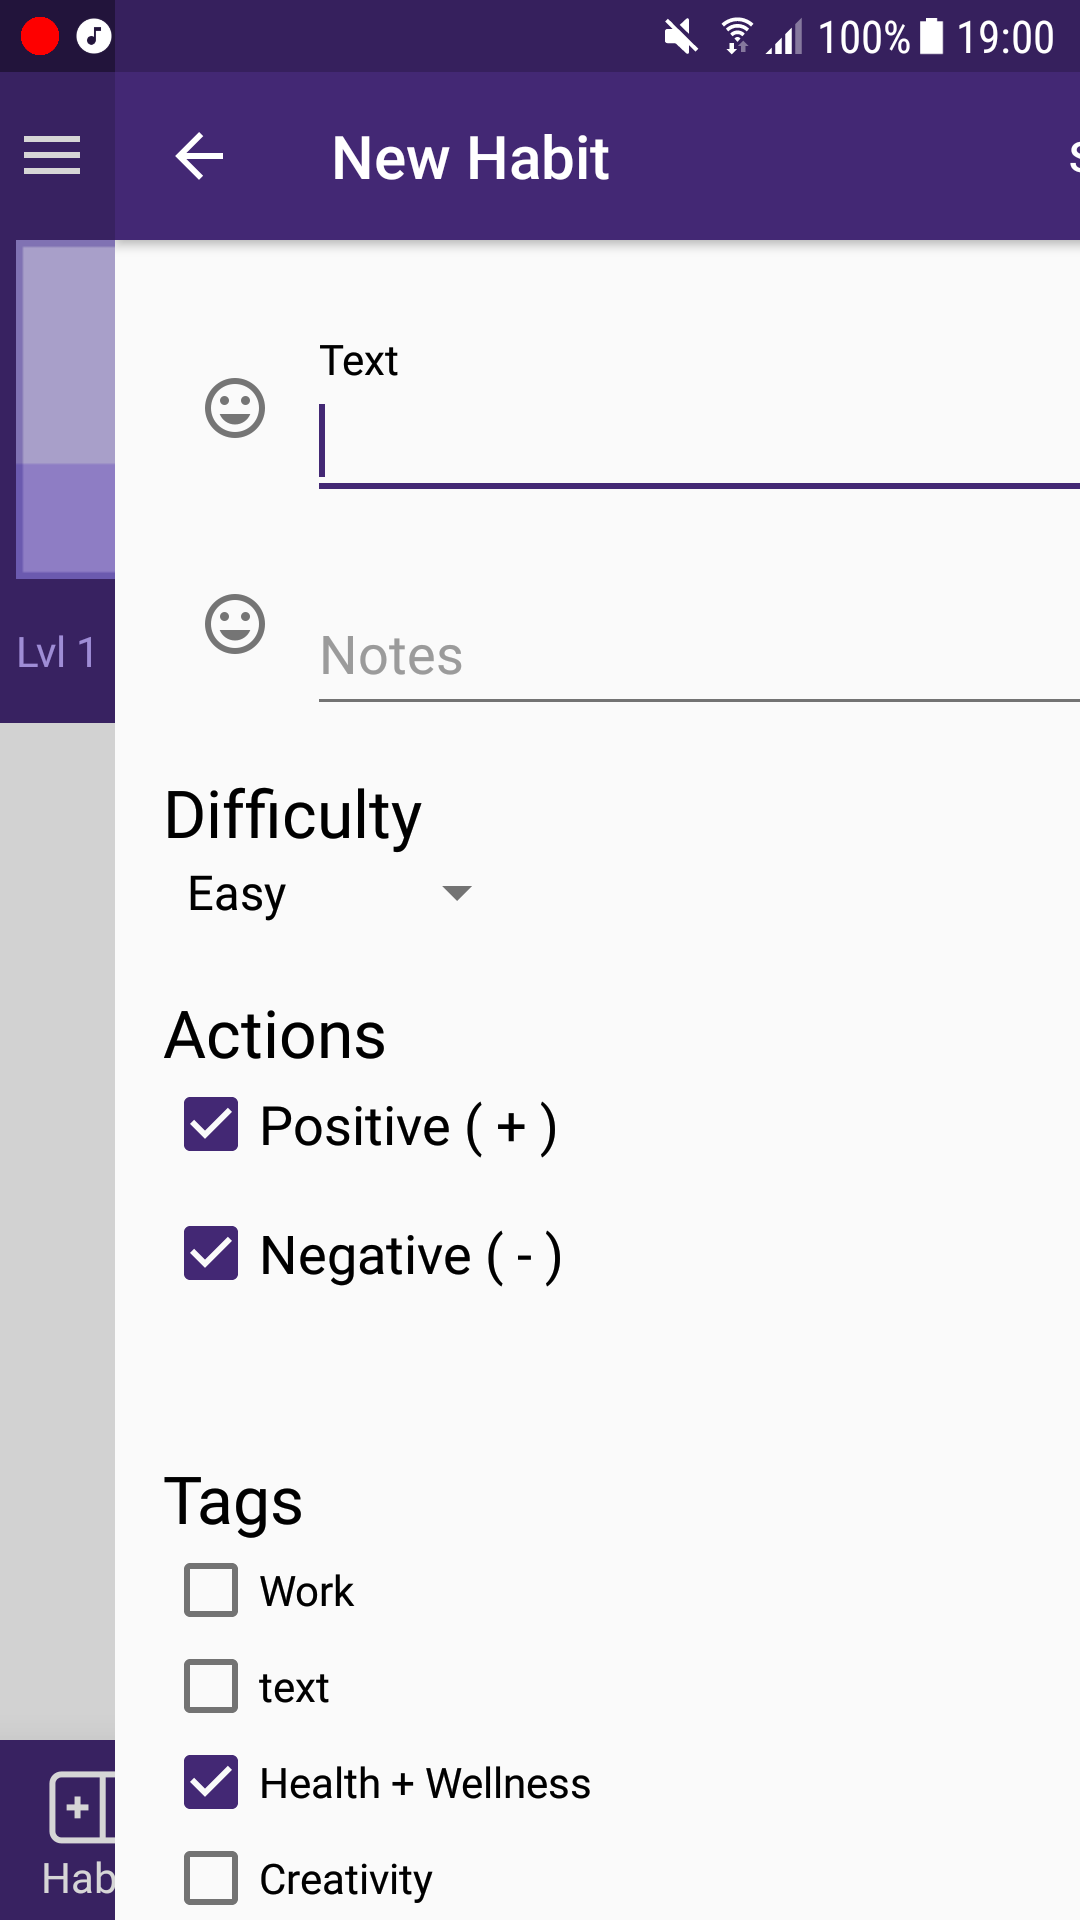 100% 19:00
New Habit
Text
Notes
Lvl 1
Difficulty
Easy
Actions
Positive ( + )
Negative ( - )
Tags
Work
text
Health + Wellness
Creativity
Hab